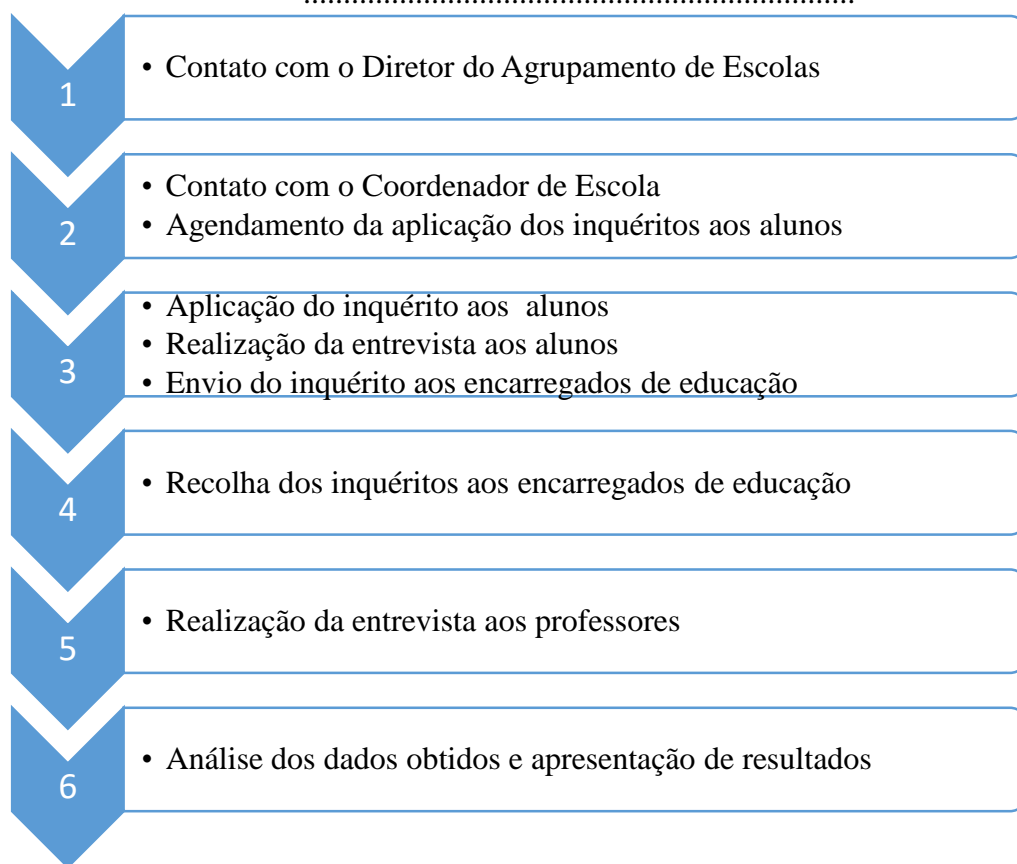 ................................................................
1
• Contato com o Diretor do Agrupamento de Escolas
2
• Contato com o Coordenador de Escola
• Agendamento da aplicação dos inquéritos aos alunos
3
• Aplicação do inquérito aos alunos
• Realização da entrevista aos alunos
• Envio do inquérito aos encarregados de educação
4
• Recolha dos inquéritos aos encarregados de educação
5
• Realização da entrevista aos professores
6
• Análise dos dados obtidos e apresentação de resultados